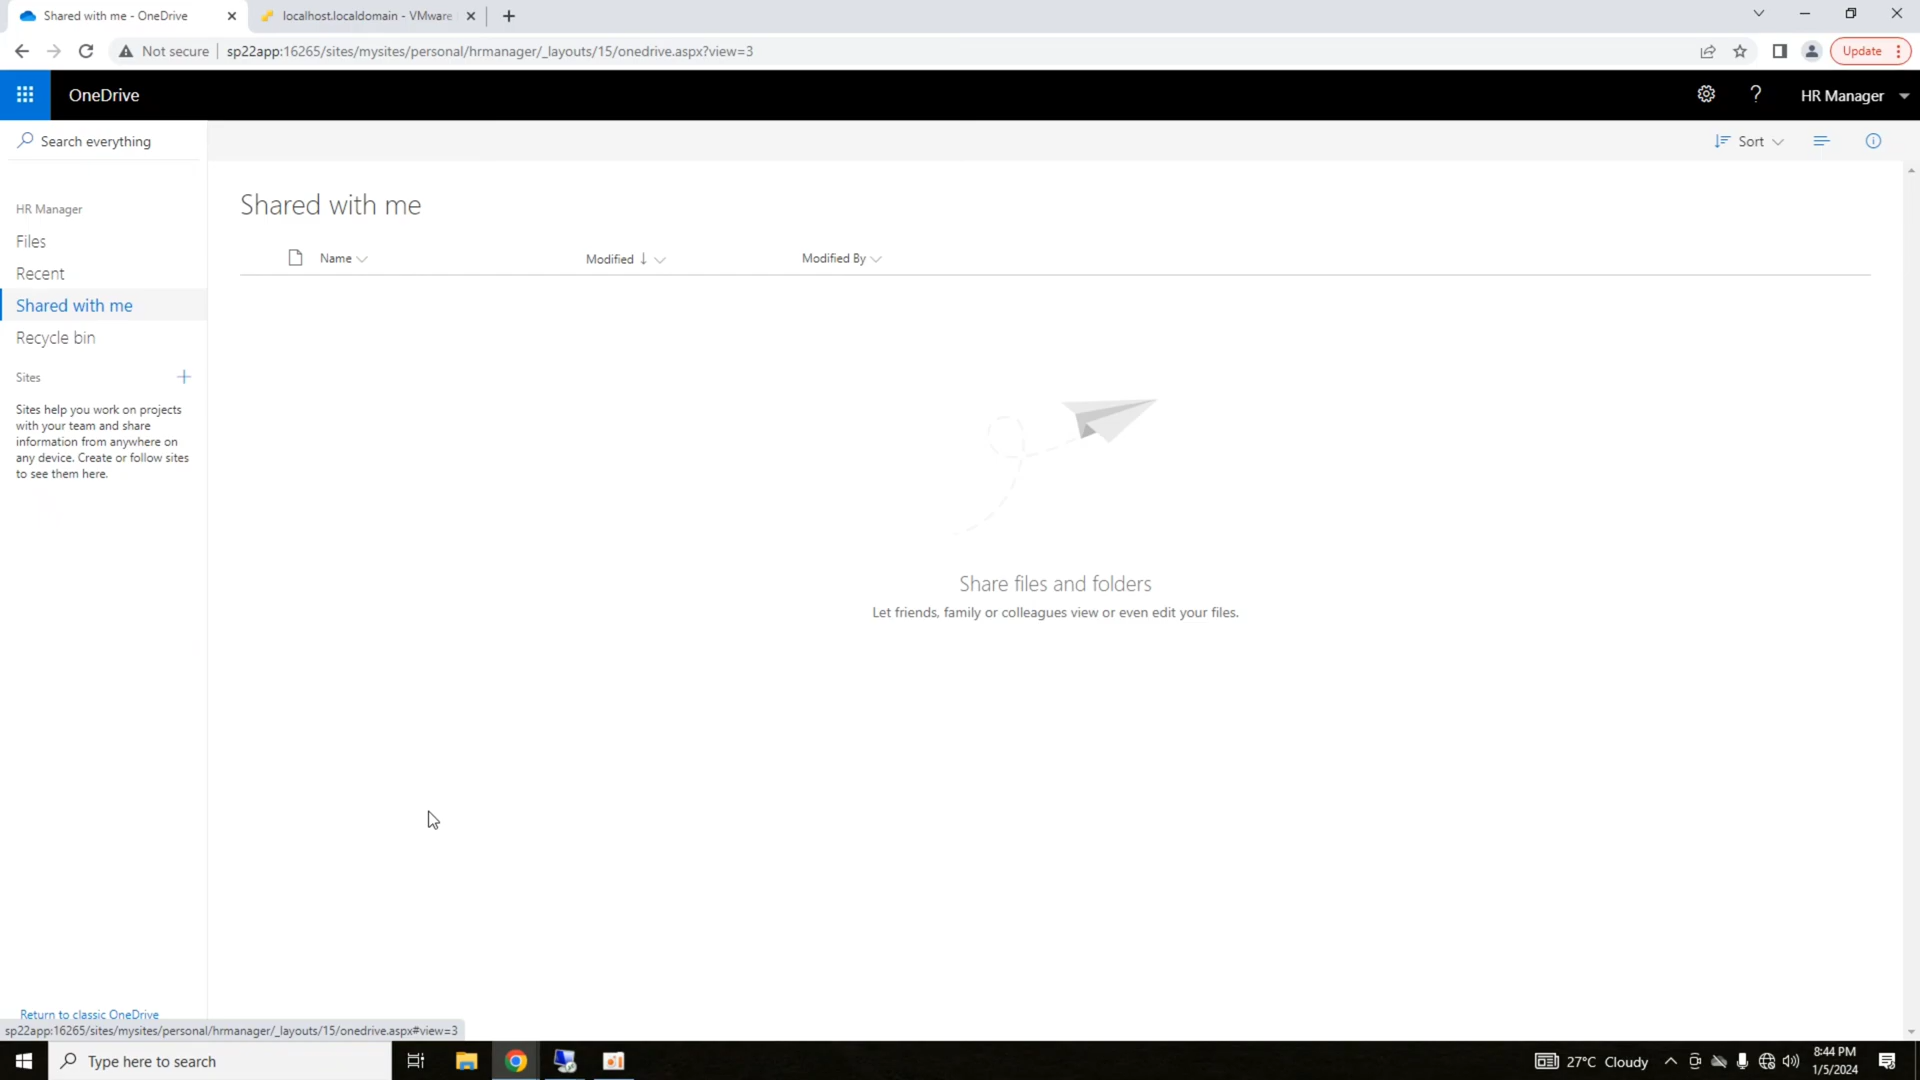 Shared with me - OneDrive
localhost.localdomain - VMware
Not secure
sp22app:16265/sites/mysites/personal/hrmanager/_layouts/15/onedrive.aspx?view=3
Update
OneDrive
?
HR Manager
Search everything
Sort
HR Manager
Files
Recent
Shared with me
Recycle bin
Sites
Sites help you work on projects
with your team and share
information from anywhere on
any device. Create or follow sites
to see them here.
Shared with me
Name
Modified
Modified By
Share files and folders
Let friends, family or colleagues view or even edit your files.
Return to classic OneDrive
sp22app:16265/sites/mysites/personal/hrmanager/_layouts/15/onedrive.aspx#view=3
Type here to search
27°C Cloudy
8:44 PM
1/5/2024